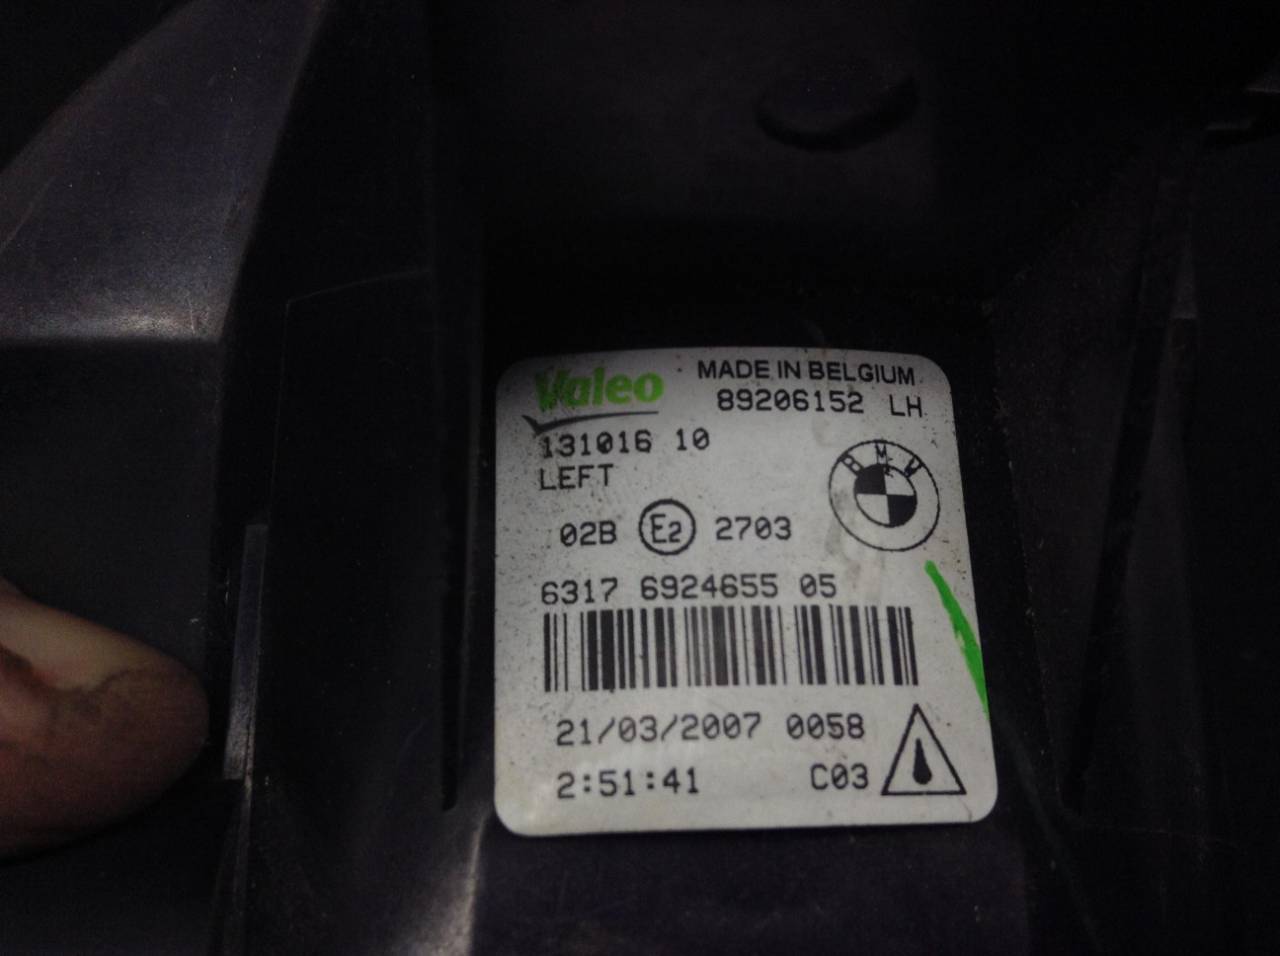 Valeo
MADE IN BELGIUM
89206152 LH
131016 10
LEFT
BMW
02B E2 2703
6317 6924655 05
21/03/2007 0058
2:51:41 C03